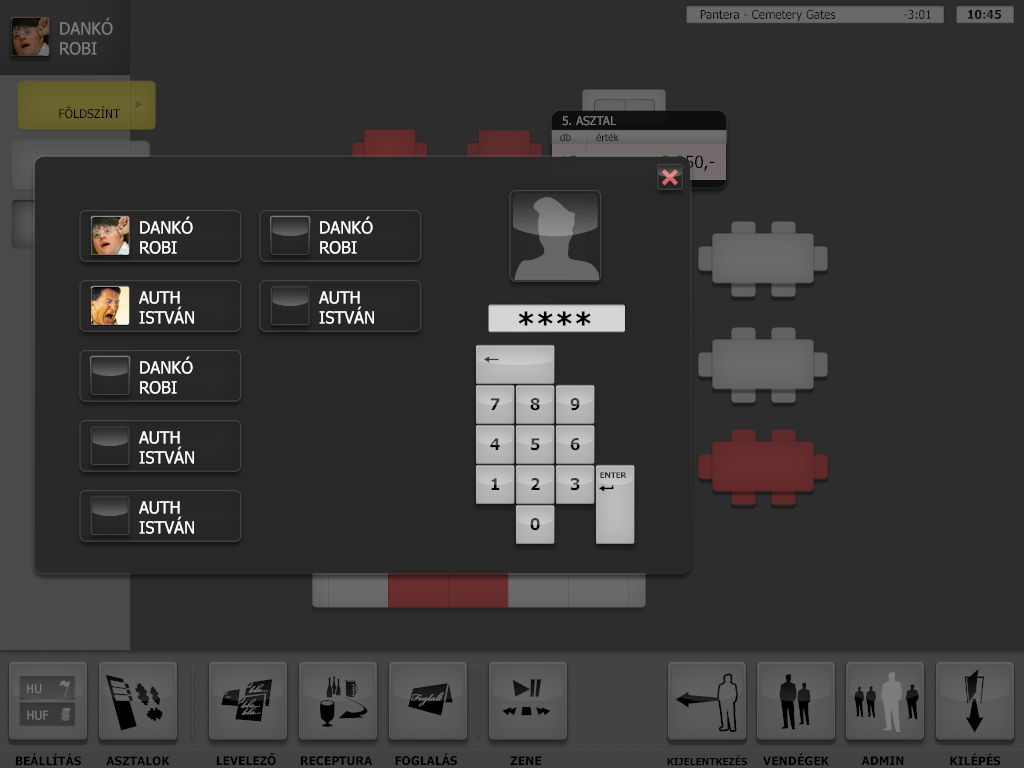 DANKÓ
ROBI
Pantera - Cemetery Gates -3:01
10:45
FÖLDSZÍNT
5. ASZTAL
db érték
50,-
DANKÓ
ROBI
DANKÓ
ROBI
AUTH
ISTVÁN
AUTH
ISTVÁN
DANKÓ
ROBI
AUTH
ISTVÁN
AUTH
ISTVÁN
****
←
7 8 9
4 5 6
1 2 3
ENTER
0
HU
HUF
Foglalt
BEÁLLÍTÁS
ASZTALOK
LEVELEZŐ
RECEPTURA
FOGLALÁS
ZENE
KIJELENTKEZÉS
VENDÉGEK
ADMIN
KILÉPÉS